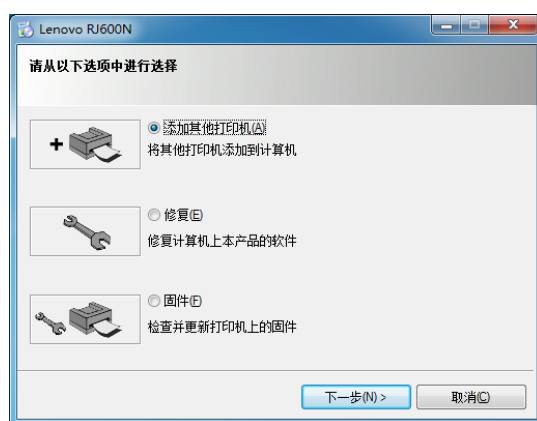 Lenovo RJ600N
请从以下选项中进行选择
添加其他打印机(A)
将其他打印机添加到计算机
修复(E)
修复计算机上本产品的软件
固件(F)
检查并更新打印机上的固件
下一步(N) >
取消(C)